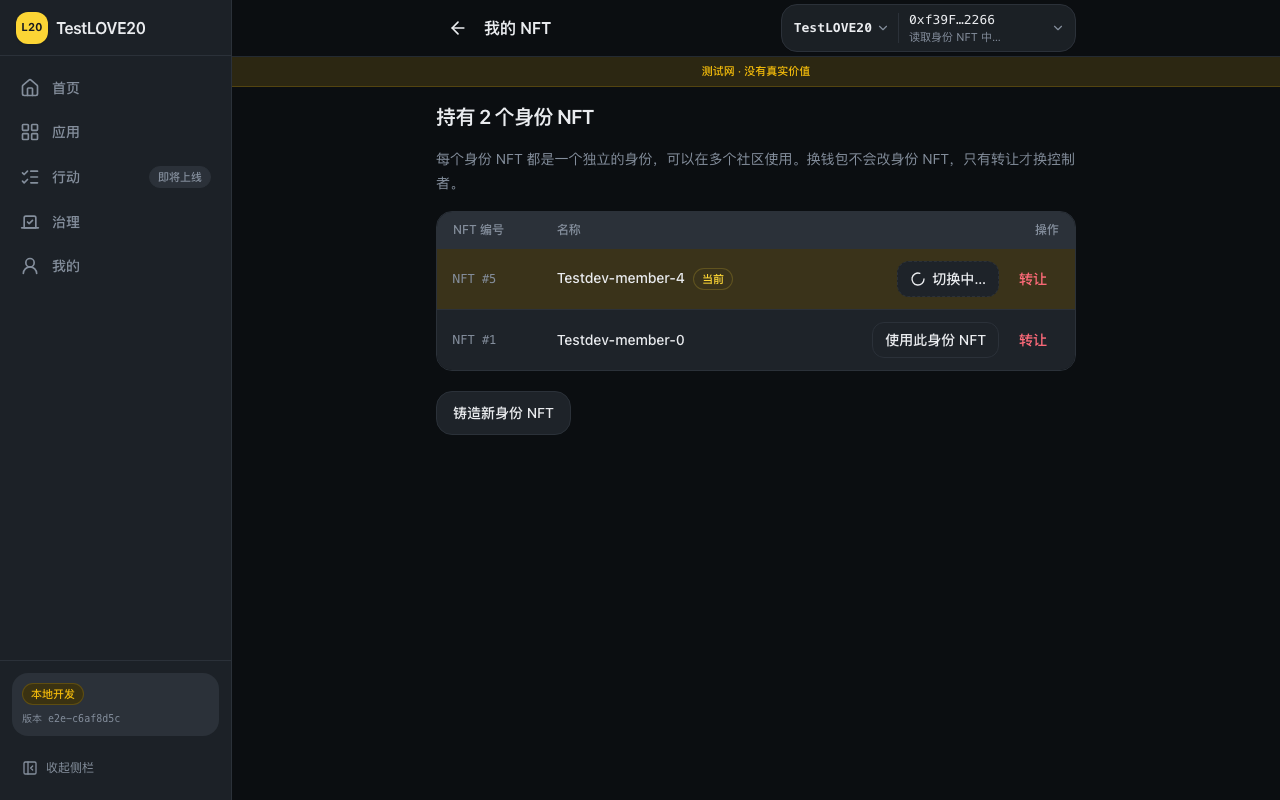 L20 TestLOVE20
首页
应用
行动 即将上线
治理
我的
本地开发
版本 e2e-c6af8d5c
收起侧栏
我的 NFT
TestLOVE20
0xf39F…2266
读取身份 NFT 中…
测试网 · 没有真实价值
持有 2 个身份 NFT
每个身份 NFT 都是一个独立的身份，可以在多个社区使用。换钱包不会改身份 NFT，只有转让才换控制
者。
NFT 编号 名称 操作
NFT #5 Testdev-member-4 当前 切换中… 转让
NFT #1 Testdev-member-0 使用此身份 NFT 转让
铸造新身份 NFT